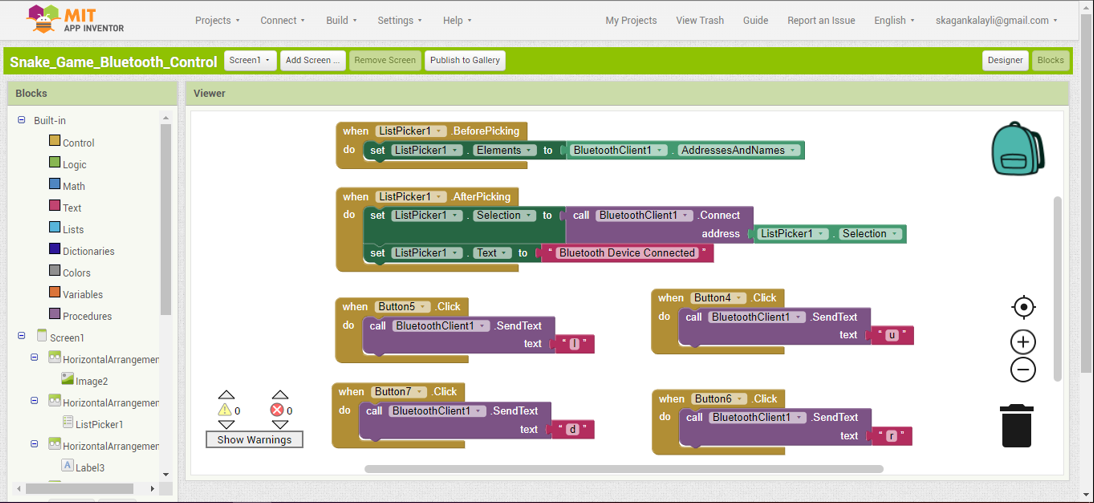 MIT
APP INVENTOR
Projects Connect Build Settings Help My Projects View Trash Guide Report an Issue English skagankalayli@gmail.com
Snake_Game_Bluetooth_Control Screen1 Add Screen ... Remove Screen Publish to Gallery Designer Blocks
Blocks
Viewer
Built-in
Control
Logic
Math
Text
Lists
Dictionaries
Colors
Variables
Procedures
Screen1
HorizontalArrangeme
Image2
HorizontalArrangeme
ListPicker1
HorizontalArrangeme
Label3
when ListPicker1 .BeforePicking
do set ListPicker1 . Elements to BluetoothClient1 . AddressesAndNames
when ListPicker1 .AfterPicking
do set ListPicker1 . Selection to call BluetoothClient1 .Connect
address ListPicker1 . Selection
set ListPicker1 . Text to " Bluetooth Device Connected "
when Button5 .Click
do call BluetoothClient1 .SendText
text " l "
when Button4 .Click
do call BluetoothClient1 .SendText
text " u "
when Button7 .Click
do call BluetoothClient1 .SendText
text " d "
when Button6 .Click
do call BluetoothClient1 .SendText
text " r "
0 0
Show Warnings